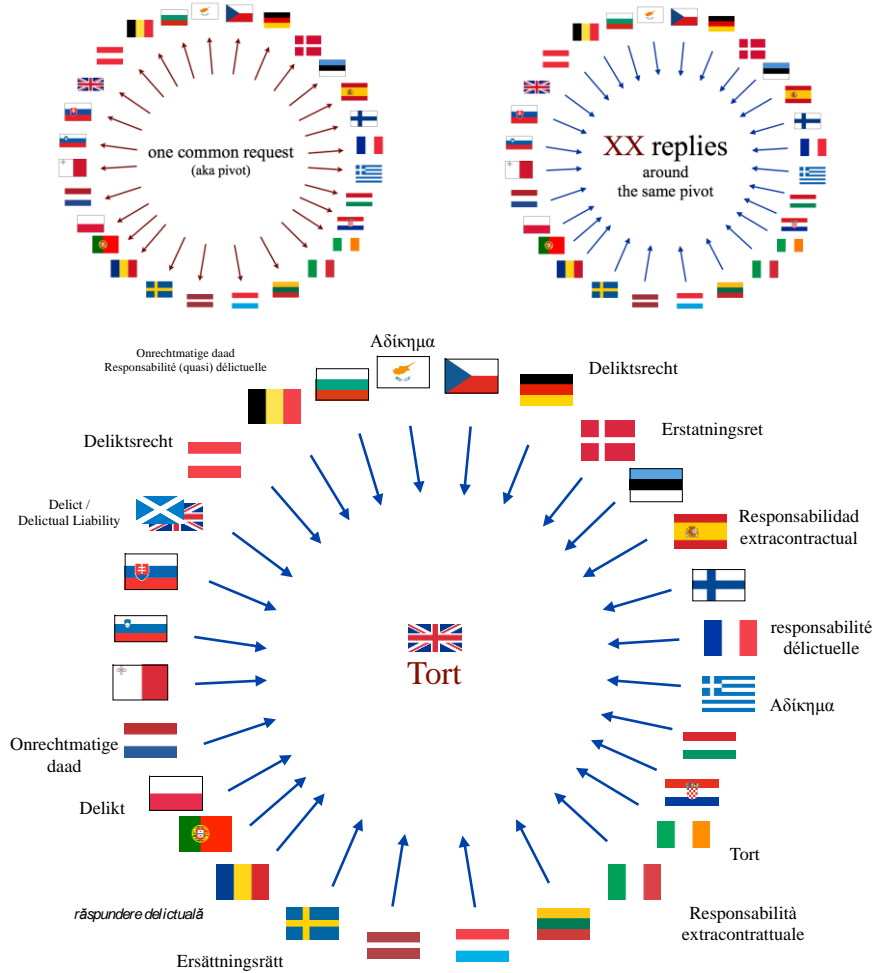 one common request
(aka pivot)
XX replies
around
the same pivot
Αδίκημα
Onrechtmatige daad
Responsabilité (quasi) délictuelle
Deliktsrecht
Deliktsrecht
Erstatningsret
Delict /
Delictual Liability
Responsabilidad
extracontractual
responsabilité
délictuelle
Tort
Αδίκημα
Onrechtmatige
daad
Delikt
Tort
răspundere delictuală
Responsabilità
extracontrattuale
Ersättningsrätt